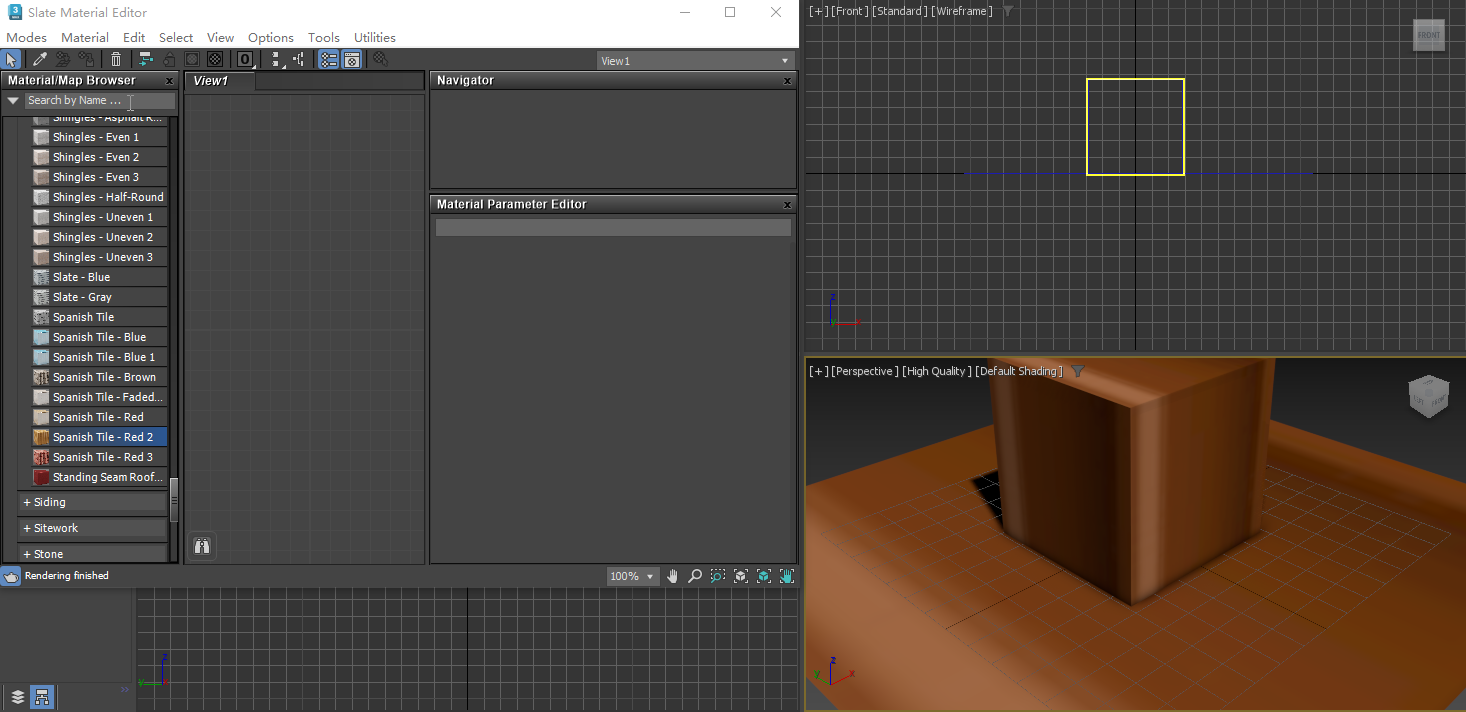 Slate Material Editor
Modes Material Edit Select View Options Tools Utilities
View1
Material/Map Browser
Search by Name ...
Shingles - Asphalt R...
Shingles - Even 1
Shingles - Even 2
Shingles - Even 3
Shingles - Half-Round
Shingles - Uneven 1
Shingles - Uneven 2
Shingles - Uneven 3
Slate - Blue
Slate - Gray
Spanish Tile
Spanish Tile - Blue
Spanish Tile - Blue 1
Spanish Tile - Brown
Spanish Tile - Faded...
Spanish Tile - Red
Spanish Tile - Red 2
Spanish Tile - Red 3
Standing Seam Roof...
+ Siding
+ Sitework
+ Stone
Rendering finished
View1
Navigator
Material Parameter Editor
100%
z
y
[+] [Front ] [Standard ] [Wireframe ]
FRONT
z
[+] [Perspective ] [High Quality ] [Default Shading ]
LEFT
FRONT
z
y
x